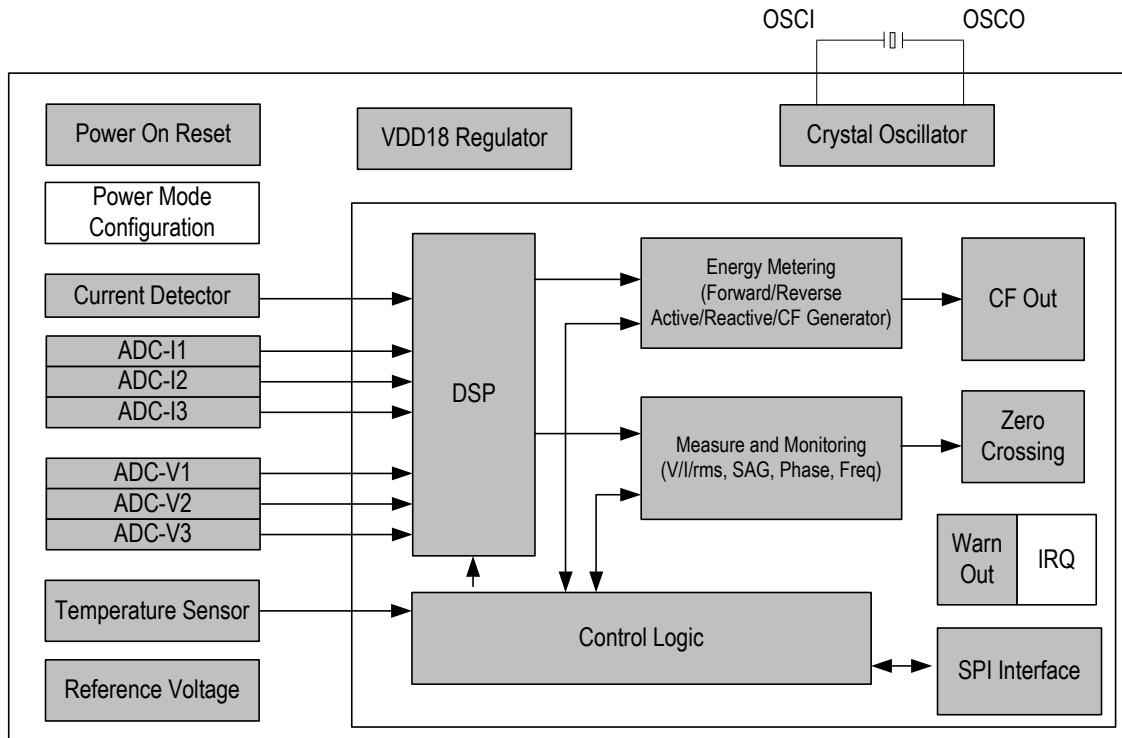 OSCI
OSCO
Power On Reset
VDD18 Regulator
Crystal Oscillator
Power Mode
Configuration
Current Detector
ADC-I1
ADC-I2
ADC-I3
ADC-V1
ADC-V2
ADC-V3
Temperature Sensor
Reference Voltage
DSP
Energy Metering
(Forward/Reverse
Active/Reactive/CF Generator)
CF Out
Measure and Monitoring
(V/I/rms, SAG, Phase, Freq)
Zero
Crossing
Warn
Out
IRQ
Control Logic
SPI Interface